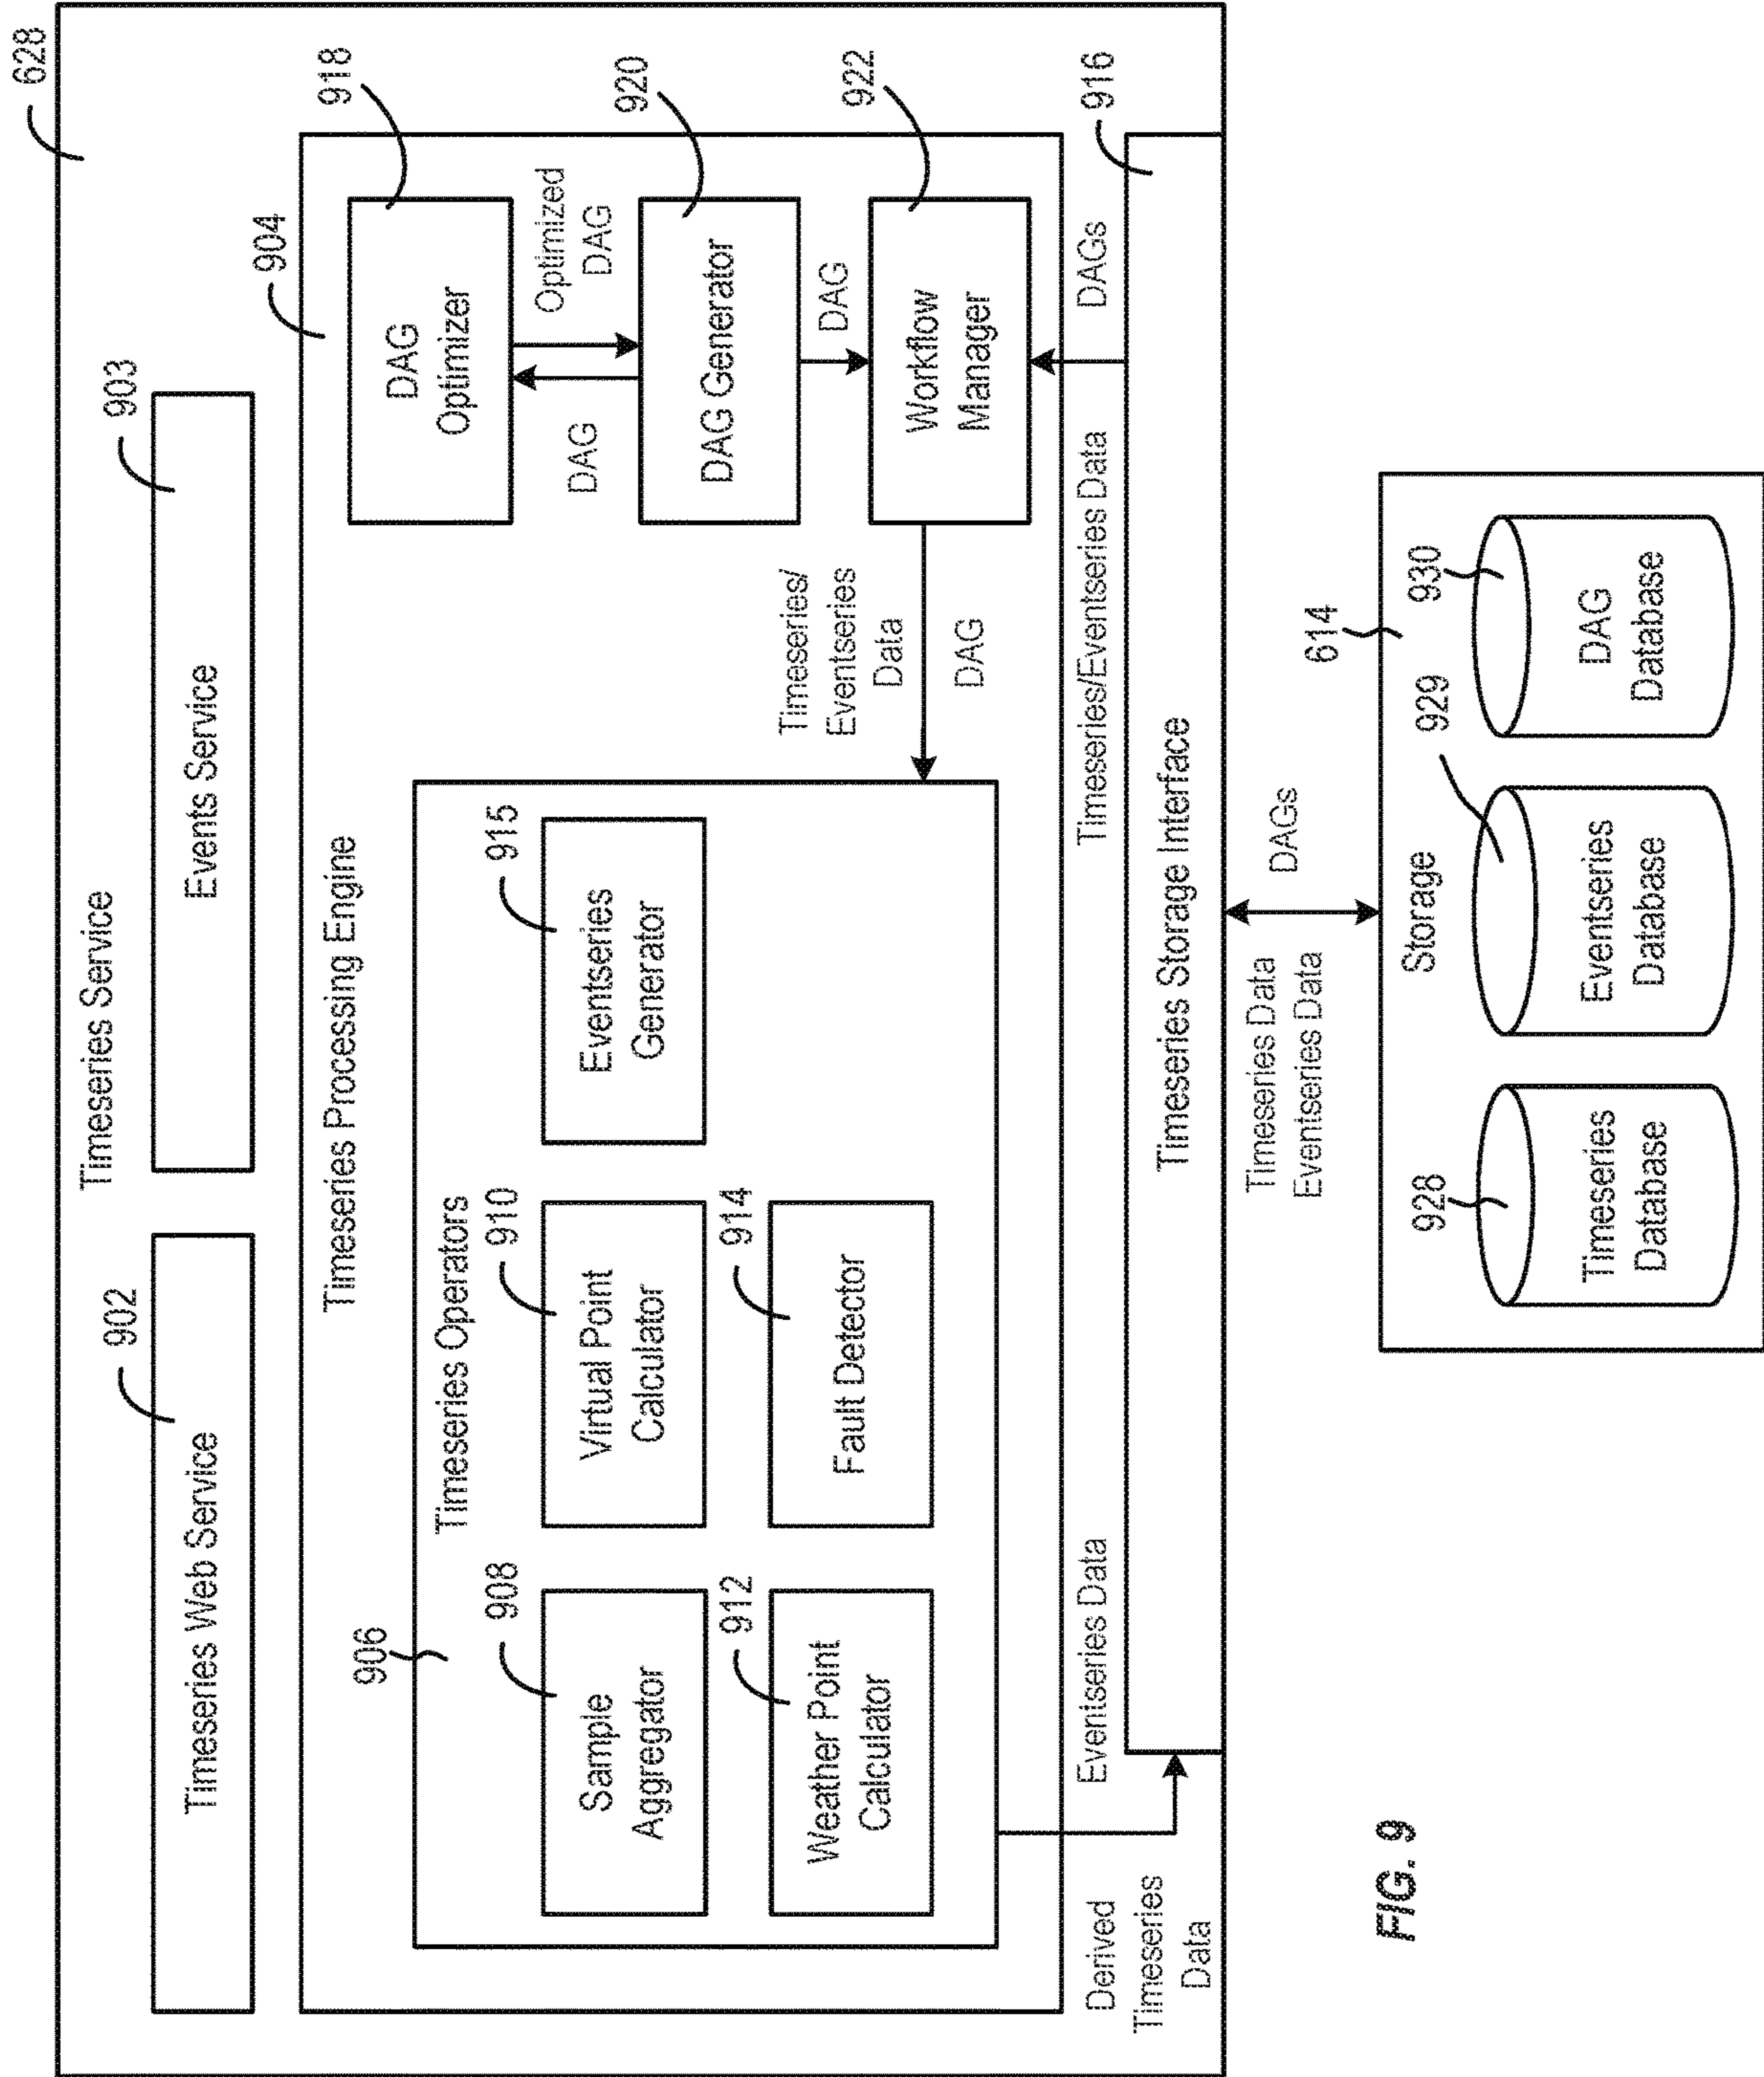 628
Timeseries Service
902
Timeseries Web Service
903
Events Service
904
Timeseries Processing Engine
906
Timeseries Operators
908
Sample
Aggregator
910
Virtual Point
Calculator
915
Eventseries
Generator
912
Weather Point
Calculator
914
Fault Detector
918
DAG
Optimizer
DAG
Optimized
DAG
920
DAG Generator
DAG
922
Workflow
Manager
Timeseries/
Eventseries
Data
DAG
Derived
Timeseries
Data
Eventseries Data
Timeseries/Eventseries Data
DAGs
916
Timeseries Storage Interface
Timeseries Data
Eventseries Data
DAGs
614
Storage
928
Timeseries
Database
929
Eventseries
Database
930
DAG
Database
FIG. 9